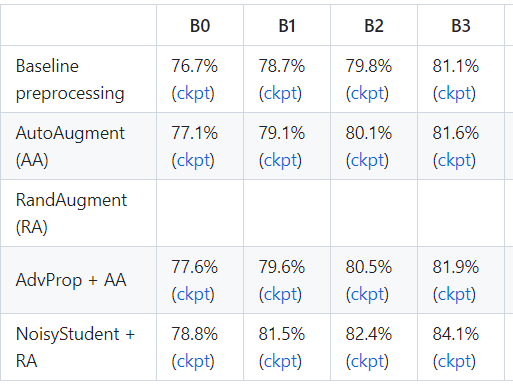 B0 B1 B2 B3
Baseline preprocessing 76.7% (ckpt) 78.7% (ckpt) 79.8% (ckpt) 81.1% (ckpt)
AutoAugment (AA) 77.1% (ckpt) 79.1% (ckpt) 80.1% (ckpt) 81.6% (ckpt)
RandAugment (RA)
AdvProp + AA 77.6% (ckpt) 79.6% (ckpt) 80.5% (ckpt) 81.9% (ckpt)
NoisyStudent + RA 78.8% (ckpt) 81.5% (ckpt) 82.4% (ckpt) 84.1% (ckpt)